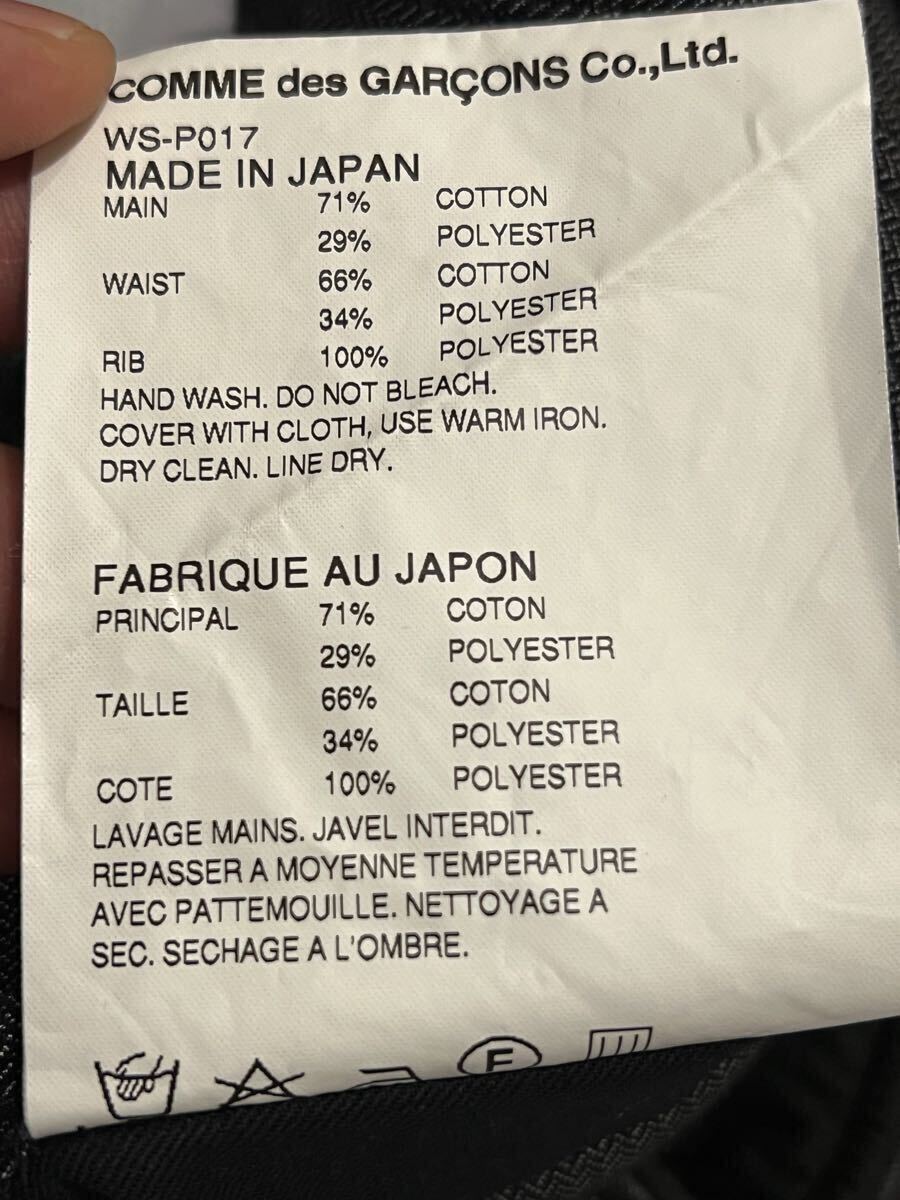 COMME des GARÇONS Co.,Ltd.
WS-P017
MADE IN JAPAN
MAIN 71% COTTON
29% POLYESTER
WAIST 66% COTTON
34% POLYESTER
RIB 100% POLYESTER
HAND WASH. DO NOT BLEACH.
COVER WITH CLOTH, USE WARM IRON.
DRY CLEAN. LINE DRY.
FABRIQUE AU JAPON
PRINCIPAL 71% COTON
29% POLYESTER
TAILLE 66% COTON
34% POLYESTER
COTE 100% POLYESTER
LAVAGE MAINS. JAVEL INTERDIT.
REPASSER A MOYENNE TEMPERATURE
AVEC PATTEMOUILLE. NETTOYAGE A
SEC. SECHAGE A L'OMBRE.
F